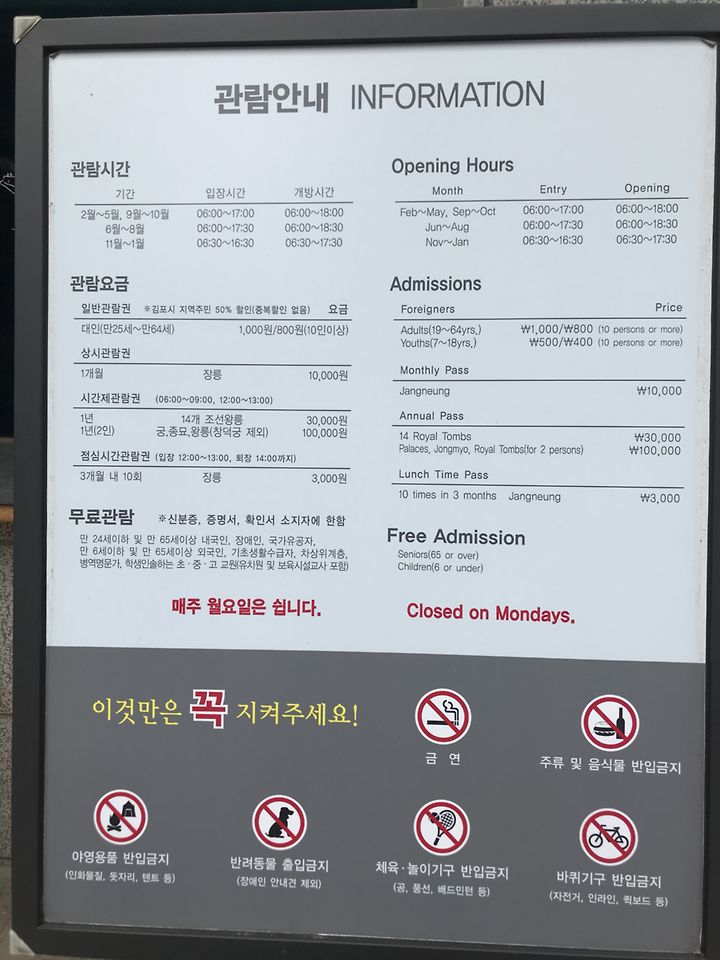 관람안내 INFORMATION
관람시간
기간 입장시간 개방시간
2월~5월, 9월~10월 06:00~17:00 06:00~18:00
6월~8월 06:00~17:30 06:00~18:30
11월~1월 06:30~16:30 06:30~17:30
관람요금
일반관람권 ※김포시 지역주민 50% 할인(중복할인 없음) 요금
대인(만25세~만64세) 1,000원/800원(10인이상)
상시관람권
1개월 장릉 10,000원
시간제관람권 (06:00~09:00, 12:00~13:00)
1년 14개 조선왕릉 30,000원
1년(2인) 궁,종묘,왕릉(창덕궁 제외) 100,000원
점심시간관람권 (입장 12:00~13:00, 퇴장 14:00까지)
3개월 내 10회 장릉 3,000원
무료관람 ※신분증, 증명서, 확인서 소지자에 한함
만 24세이하 및 만 65세이상 내국인, 장애인, 국가유공자,
만 6세이하 및 만 65세이상 외국인, 기초생활수급자, 차상위계층,
병역명문가, 학생인솔하는 초·중·고 교원(유치원 및 보육시설교사 포함)
매주 월요일은 쉽니다.
Opening Hours
Month Entry Opening
Feb~May, Sep~Oct 06:00~17:00 06:00~18:00
Jun~Aug 06:00~17:30 06:00~18:30
Nov~Jan 06:30~16:30 06:30~17:30
Admissions
Foreigners Price
Adults(19~64yrs.) ₩1,000/₩800 (10 persons or more)
Youths(7~18yrs.) ₩500/₩400 (10 persons or more)
Monthly Pass
Jangneung ₩10,000
Annual Pass
14 Royal Tombs ₩30,000
Palaces, Jongmyo, Royal Tombs(for 2 persons) ₩100,000
Lunch Time Pass
10 times in 3 months Jangneung ₩3,000
Free Admission
Seniors(65 or over)
Children(6 or under)
Closed on Mondays.
이것만은 꼭 지켜주세요!
금 연
주류 및 음식물 반입금지
야영용품 반입금지
(인화물질, 돗자리, 텐트 등)
반려동물 출입금지
(장애인 안내견 제외)
체육·놀이기구 반입금지
(공, 풍선, 배드민턴 등)
바퀴기구 반입금지
(자전거, 인라인, 퀵보드 등)